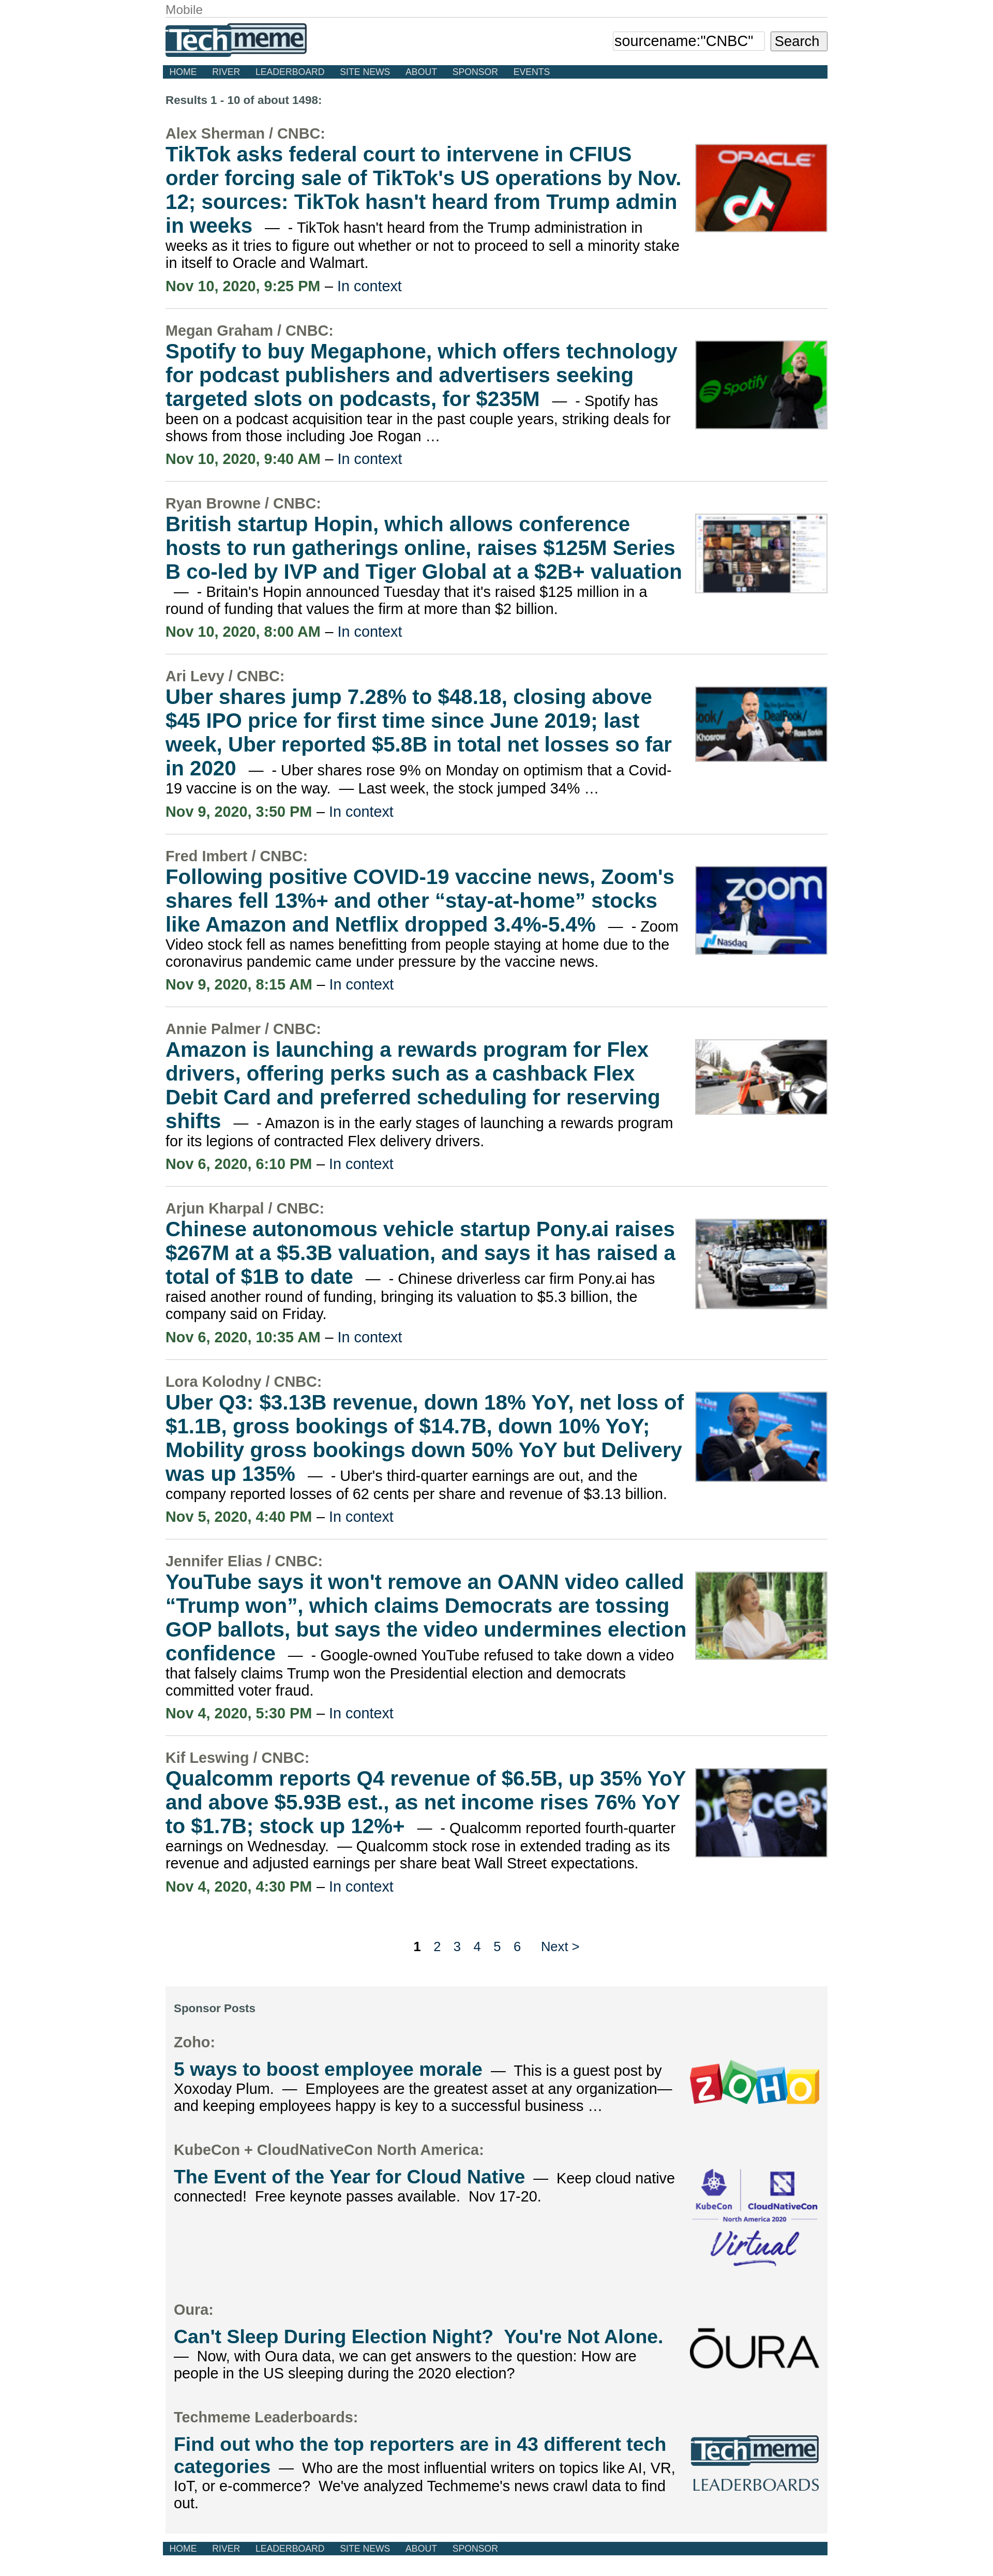 Mobile
Techmeme
sourcename:"CNBC"
Search
HOME RIVER LEADERBOARD SITE NEWS ABOUT SPONSOR EVENTS
Results 1 - 10 of about 1498:
Alex Sherman / CNBC:
TikTok asks federal court to intervene in CFIUS
order forcing sale of TikTok's US operations by Nov.
12; sources: TikTok hasn't heard from Trump admin
in weeks — - TikTok hasn't heard from the Trump administration in
weeks as it tries to figure out whether or not to proceed to sell a minority stake
in itself to Oracle and Walmart.
ORACLE
Nov 10, 2020, 9:25 PM – In context
Megan Graham / CNBC:
Spotify to buy Megaphone, which offers technology
for podcast publishers and advertisers seeking
targeted slots on podcasts, for $235M — - Spotify has
been on a podcast acquisition tear in the past couple years, striking deals for
shows from those including Joe Rogan …
Spotify
Nov 10, 2020, 9:40 AM – In context
Ryan Browne / CNBC:
British startup Hopin, which allows conference
hosts to run gatherings online, raises $125M Series
B co-led by IVP and Tiger Global at a $2B+ valuation
— - Britain's Hopin announced Tuesday that it's raised $125 million in a
round of funding that values the firm at more than $2 billion.
Nov 10, 2020, 8:00 AM – In context
Ari Levy / CNBC:
Uber shares jump 7.28% to $48.18, closing above
$45 IPO price for first time since June 2019; last
week, Uber reported $5.8B in total net losses so far
in 2020 — - Uber shares rose 9% on Monday on optimism that a Covid-
19 vaccine is on the way. — Last week, the stock jumped 34% …
ook/
DealBook/
Khosrow
Ross Sorkin
Nov 9, 2020, 3:50 PM – In context
Fred Imbert / CNBC:
Following positive COVID-19 vaccine news, Zoom's
shares fell 13%+ and other “stay-at-home” stocks
like Amazon and Netflix dropped 3.4%-5.4% — - Zoom
Video stock fell as names benefitting from people staying at home due to the
coronavirus pandemic came under pressure by the vaccine news.
zoom
Nasdaq
Nov 9, 2020, 8:15 AM – In context
Annie Palmer / CNBC:
Amazon is launching a rewards program for Flex
drivers, offering perks such as a cashback Flex
Debit Card and preferred scheduling for reserving
shifts — - Amazon is in the early stages of launching a rewards program
for its legions of contracted Flex delivery drivers.
Nov 6, 2020, 6:10 PM – In context
Arjun Kharpal / CNBC:
Chinese autonomous vehicle startup Pony.ai raises
$267M at a $5.3B valuation, and says it has raised a
total of $1B to date — - Chinese driverless car firm Pony.ai has
raised another round of funding, bringing its valuation to $5.3 billion, the
company said on Friday.
Nov 6, 2020, 10:35 AM – In context
Lora Kolodny / CNBC:
Uber Q3: $3.13B revenue, down 18% YoY, net loss of
$1.1B, gross bookings of $14.7B, down 10% YoY;
Mobility gross bookings down 50% YoY but Delivery
was up 135% — - Uber's third-quarter earnings are out, and the
company reported losses of 62 cents per share and revenue of $3.13 billion.
Nov 5, 2020, 4:40 PM – In context
Jennifer Elias / CNBC:
YouTube says it won't remove an OANN video called
“Trump won”, which claims Democrats are tossing
GOP ballots, but says the video undermines election
confidence — - Google-owned YouTube refused to take down a video
that falsely claims Trump won the Presidential election and democrats
committed voter fraud.
Nov 4, 2020, 5:30 PM – In context
Kif Leswing / CNBC:
Qualcomm reports Q4 revenue of $6.5B, up 35% YoY
and above $5.93B est., as net income rises 76% YoY
to $1.7B; stock up 12%+ — - Qualcomm reported fourth-quarter
earnings on Wednesday. — Qualcomm stock rose in extended trading as its
revenue and adjusted earnings per share beat Wall Street expectations.
Nov 4, 2020, 4:30 PM – In context
1 2 3 4 5 6 Next >
Sponsor Posts
Zoho:
5 ways to boost employee morale — This is a guest post by
Xoxoday Plum. — Employees are the greatest asset at any organization—
and keeping employees happy is key to a successful business …
ZOHO
KubeCon + CloudNativeCon North America:
The Event of the Year for Cloud Native — Keep cloud native
connected! Free keynote passes available. Nov 17-20.
KubeCon CloudNativeCon
North America 2020
Virtual
Oura:
Can't Sleep During Election Night? You're Not Alone.
— Now, with Oura data, we can get answers to the question: How are
people in the US sleeping during the 2020 election?
ŌURA
Techmeme Leaderboards:
Find out who the top reporters are in 43 different tech
categories — Who are the most influential writers on topics like AI, VR,
IoT, or e-commerce? We've analyzed Techmeme's news crawl data to find
out.
Techmeme
LEADERBOARDS
HOME RIVER LEADERBOARD SITE NEWS ABOUT SPONSOR